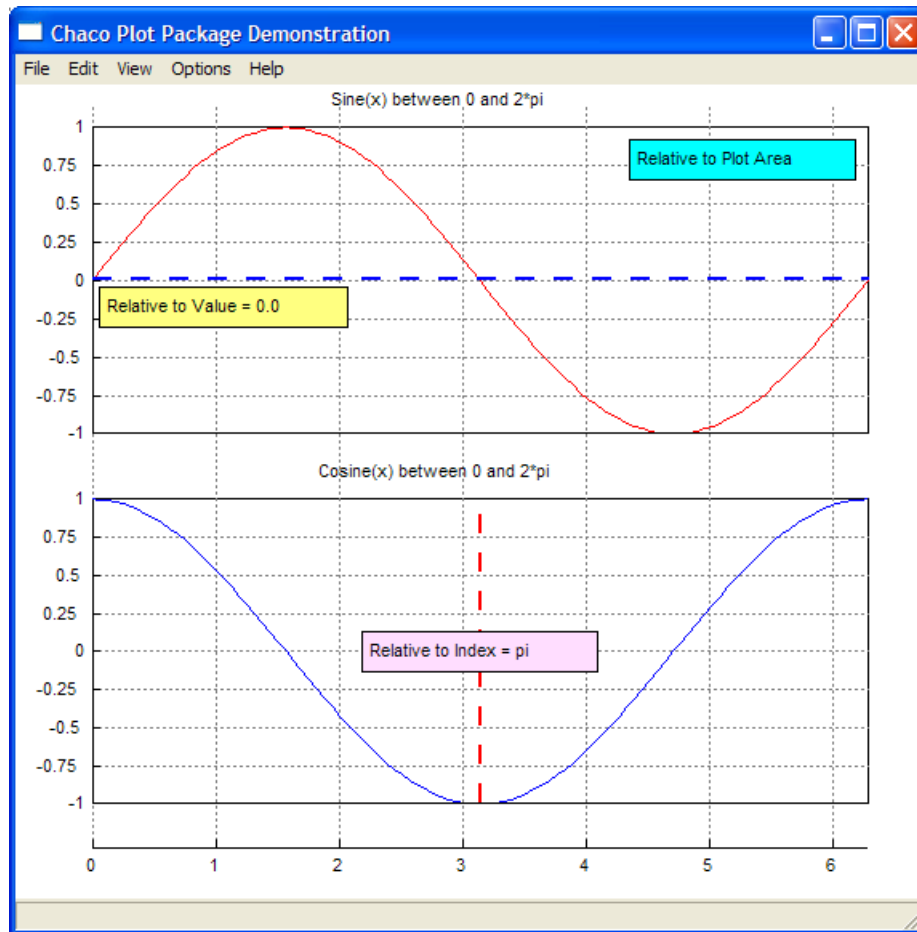 Chaco Plot Package Demonstration
File Edit View Options Help
Sine(x) between 0 and 2*pi
1
Relative to Plot Area
0.75
0.5
0.25
0
Relative to Value = 0.0
-0.25
-0.5
-0.75
-1
Cosine(x) between 0 and 2*pi
1
0.75
0.5
0.25
0
Relative to Index = pi
-0.25
-0.5
-0.75
-1
0 1 2 3 4 5 6